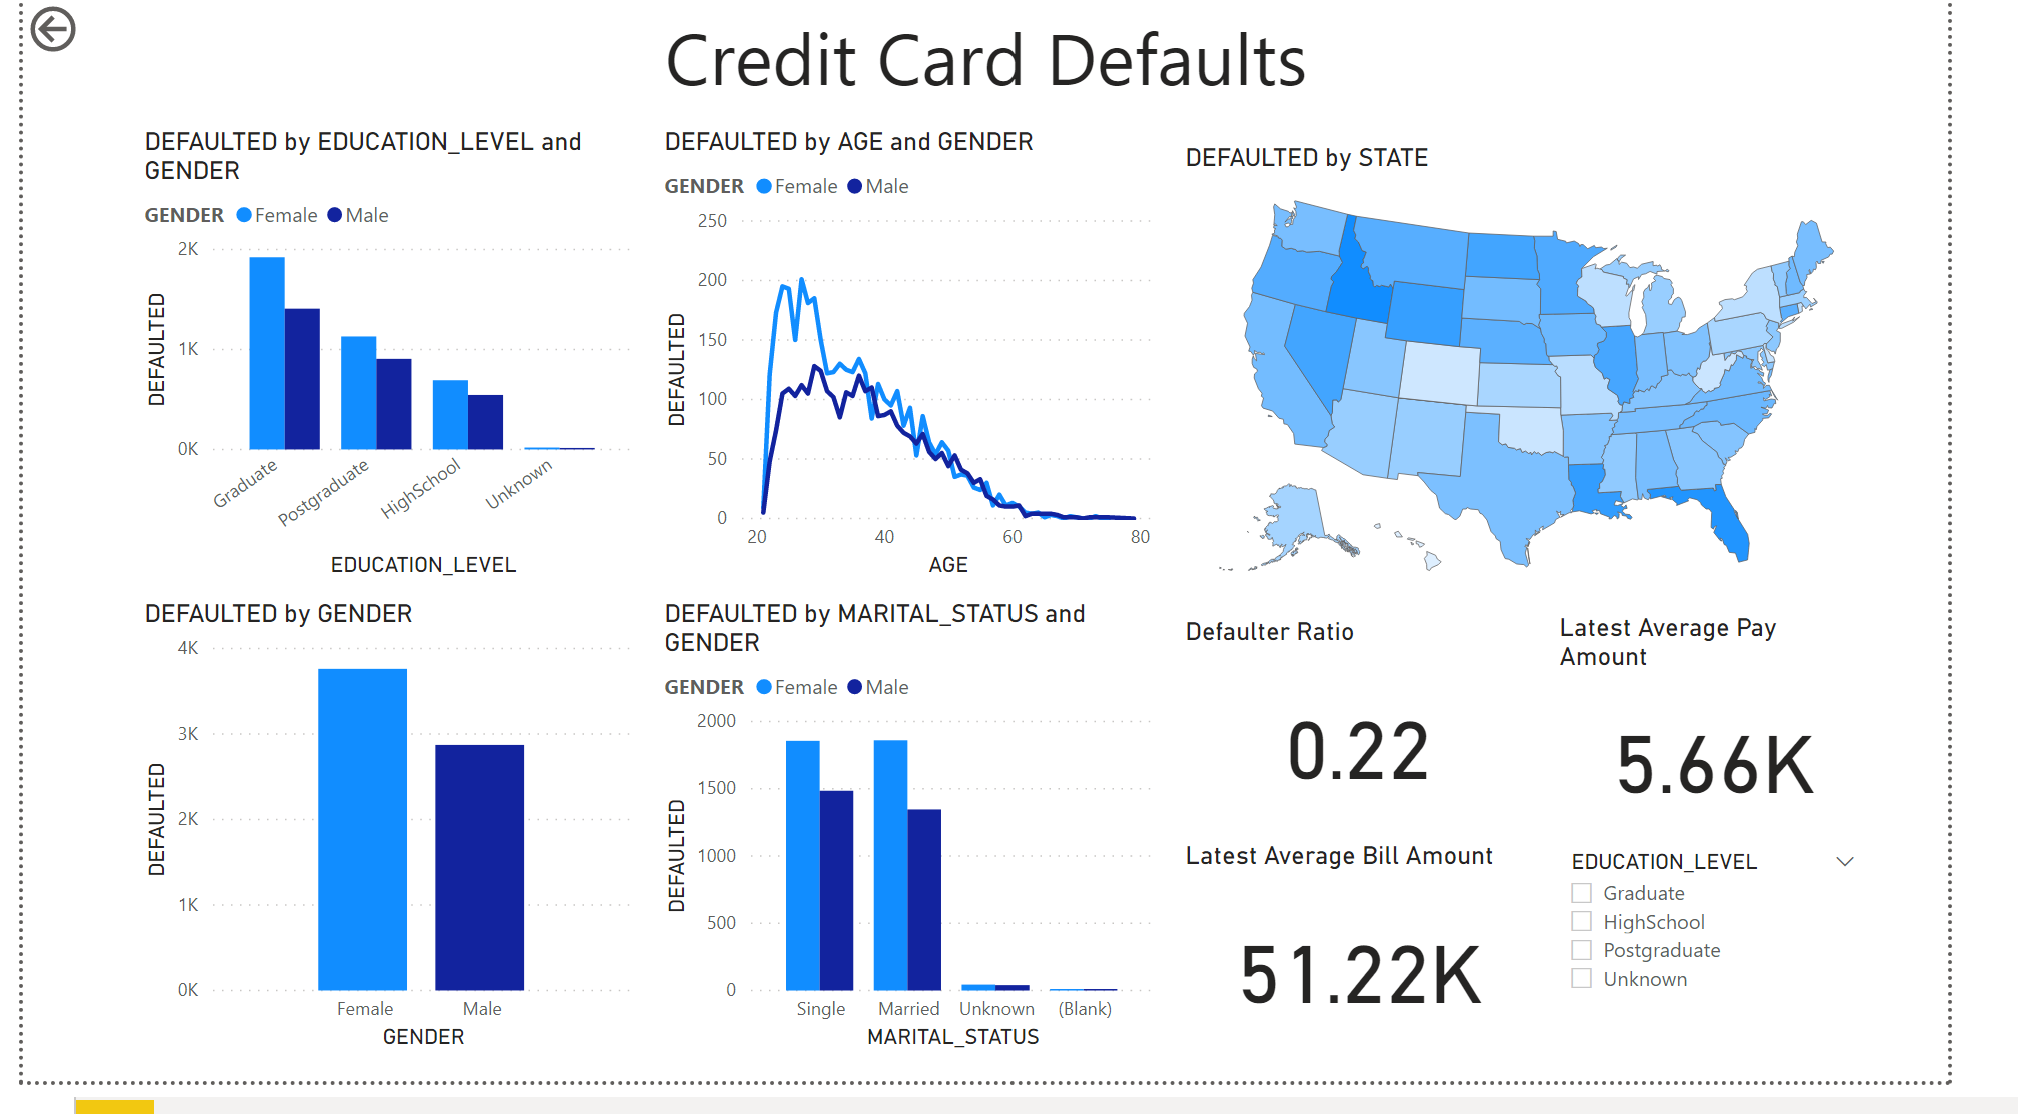 Credit Card Defaults
DEFAULTED by EDUCATION_LEVEL and
GENDER
GENDER Female Male
2K
1K
0K
DEFAULTED
Graduate
Postgraduate
HighSchool
Unknown
EDUCATION_LEVEL
DEFAULTED by AGE and GENDER
GENDER Female Male
250
200
150
100
50
0
DEFAULTED
20 40 60 80
AGE
DEFAULTED by STATE
DEFAULTED by GENDER
4K
3K
2K
1K
0K
DEFAULTED
Female Male
GENDER
DEFAULTED by MARITAL_STATUS and
GENDER
GENDER Female Male
2000
1500
1000
500
0
DEFAULTED
Single Married Unknown (Blank)
MARITAL_STATUS
Defaulter Ratio
0.22
Latest Average Pay
Amount
5.66K
Latest Average Bill Amount
51.22K
EDUCATION_LEVEL
Graduate
HighSchool
Postgraduate
Unknown